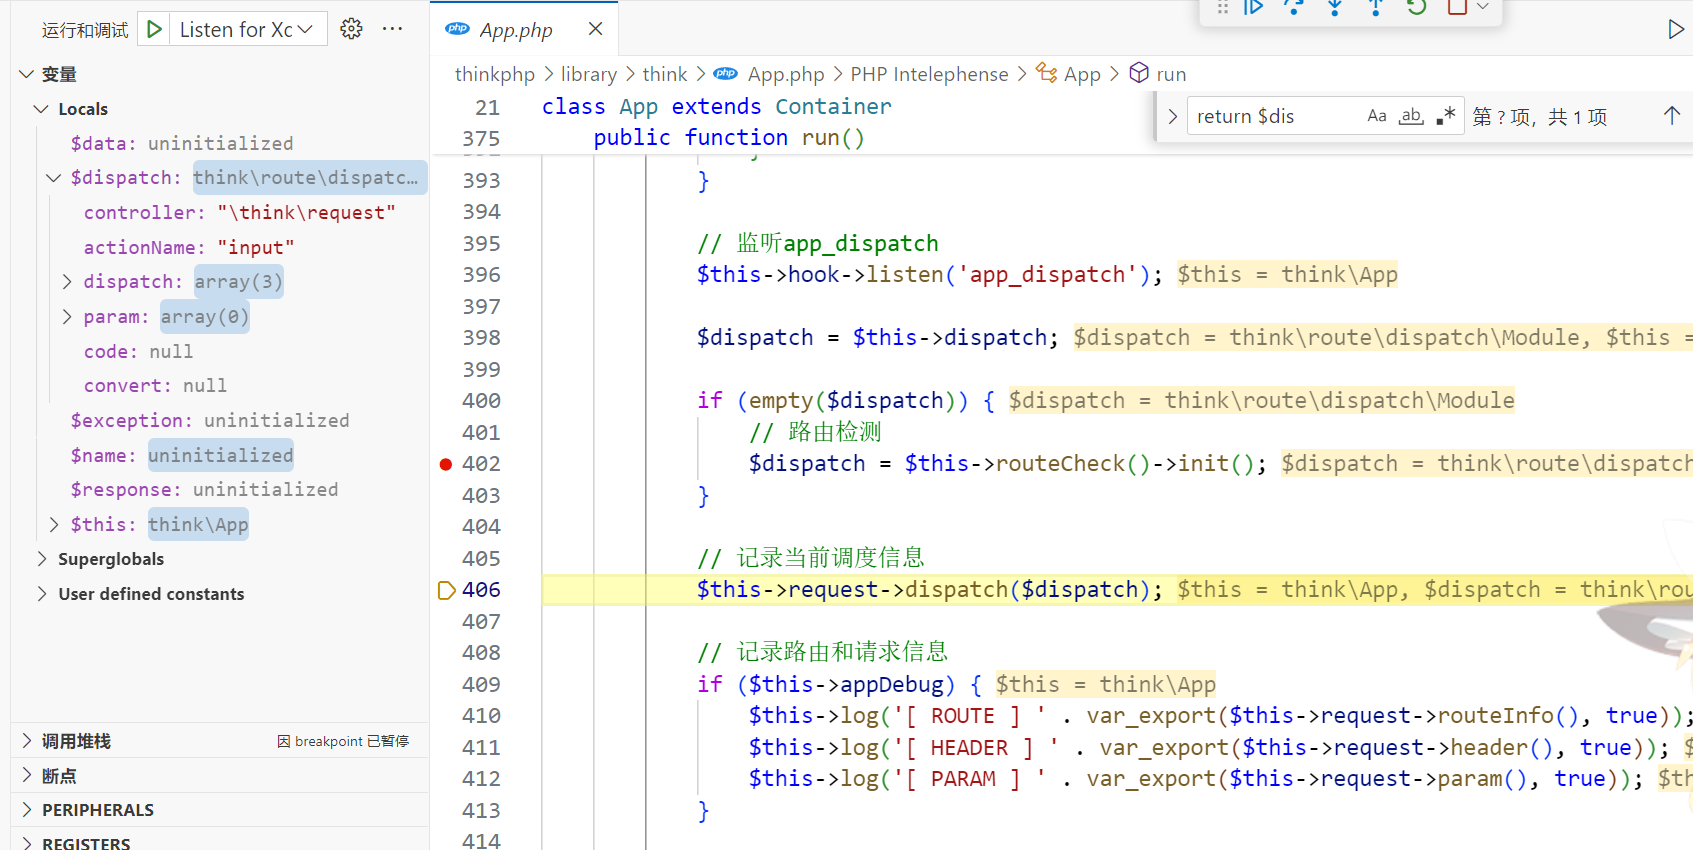 运行和调试 Listen for Xc
变量
Locals
$data: uninitialized
$dispatch: think\route\dispatc…
controller: "\think\request"
actionName: "input"
dispatch: array(3)
param: array(0)
code: null
convert: null
$exception: uninitialized
$name: uninitialized
$response: uninitialized
$this: think\App
Superglobals
User defined constants
调用堆栈 因 breakpoint 已暂停
断点
PERIPHERALS
REGISTERS
php App.php
thinkphp > library > think > php App.php > PHP Intelephense > App > run
return $dis Aa ab 第 ? 项, 共 1 项
21 class App extends Container
375 public function run()
393 }
394
395 // 监听app_dispatch
396 $this->hook->listen('app_dispatch'); $this = think\App
397
398 $dispatch = $this->dispatch; $dispatch = think\route\dispatch\Module, $this =
399
400 if (empty($dispatch)) { $dispatch = think\route\dispatch\Module
401 // 路由检测
402 $dispatch = $this->routeCheck()->init(); $dispatch = think\route\dispatch
403 }
404
405 // 记录当前调度信息
406 $this->request->dispatch($dispatch); $this = think\App, $dispatch = think\rou
407
408 // 记录路由和请求信息
409 if ($this->appDebug) { $this = think\App
410 $this->log('[ ROUTE ] ' . var_export($this->request->routeInfo(), true));
411 $this->log('[ HEADER ] ' . var_export($this->request->header(), true)); $
412 $this->log('[ PARAM ] ' . var_export($this->request->param(), true)); $th
413 }
414